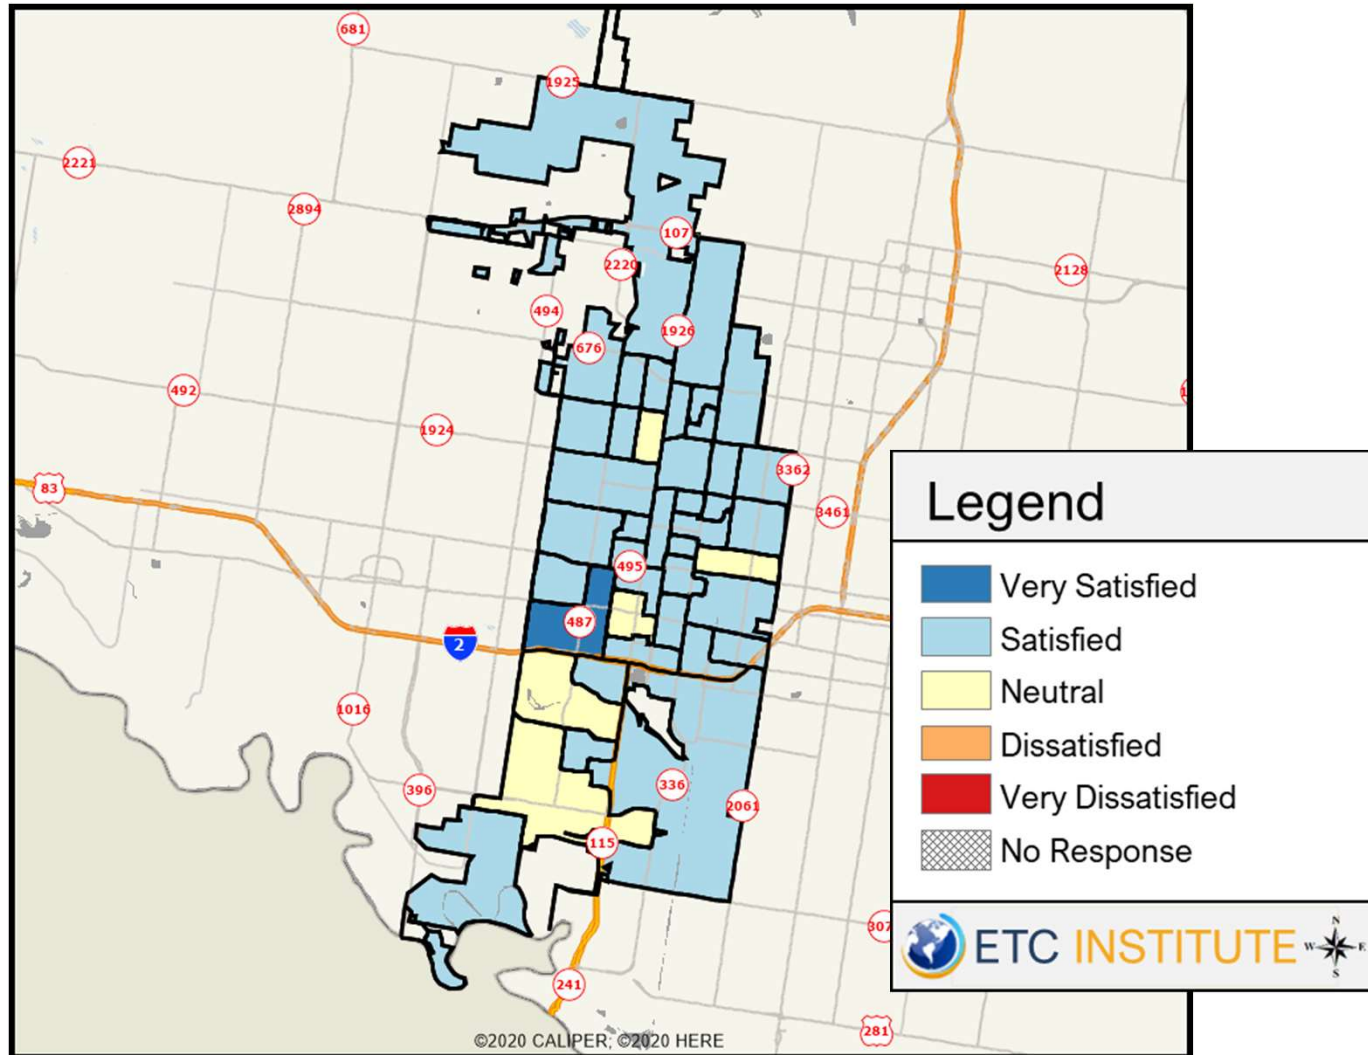 681
1925
2221
2894
107
2220
2128
494
1926
676
492
1924
3362
83
3461
495
487
2
1016
396
336
2061
115
307
241
281
©2020 CALIPER; ©2020 HERE
Legend
Very Satisfied
Satisfied
Neutral
Dissatisfied
Very Dissatisfied
No Response
ETC INSTITUTE
N
W E
S